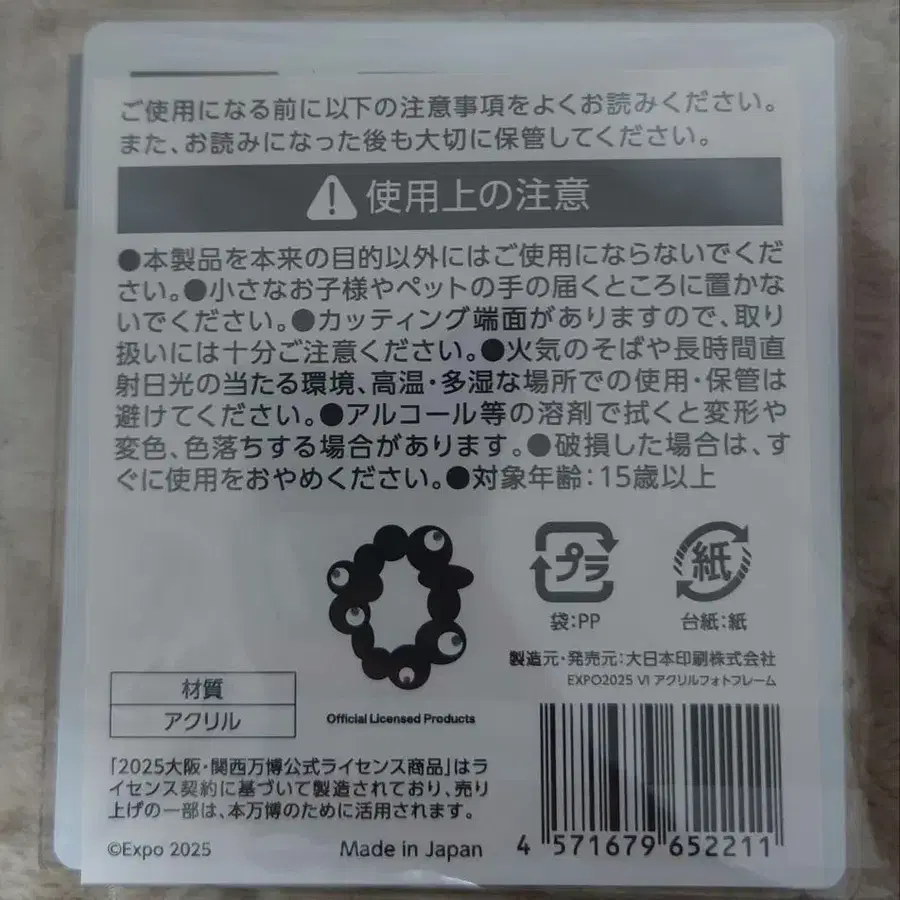 ご使用になる前に以下の注意事項をよくお読みください。
また、お読みになった後も大切に保管してください。
使用上の注意
●本製品を本来の目的以外にはご使用にならないでくだ
さい。●小さなお子様やペットの手の届くところに置かな
いでください。●カッティング端面がありますので、取り
扱いには十分ご注意ください。●火気のそばや長時間直
射日光の当たる環境、高温・多湿な場所での使用・保管は
避けてください。●アルコール等の溶剤で拭くと変形や
変色、色落ちする場合があります。●破損した場合は、す
ぐに使用をおやめください。●対象年齢：15歳以上
プラ
紙
袋：PP
台紙：紙
製造元・発売元：大日本印刷株式会社
EXPO2025 VI アクリルフォトフレーム
材質
アクリル
Official Licensed Products
「2025大阪・関西万博公式ライセンス商品」はラ
イセンス契約に基づいて製造されており、売り
上げの一部は、本万博のために活用されます。
©Expo 2025
Made in Japan
4 571679 652211